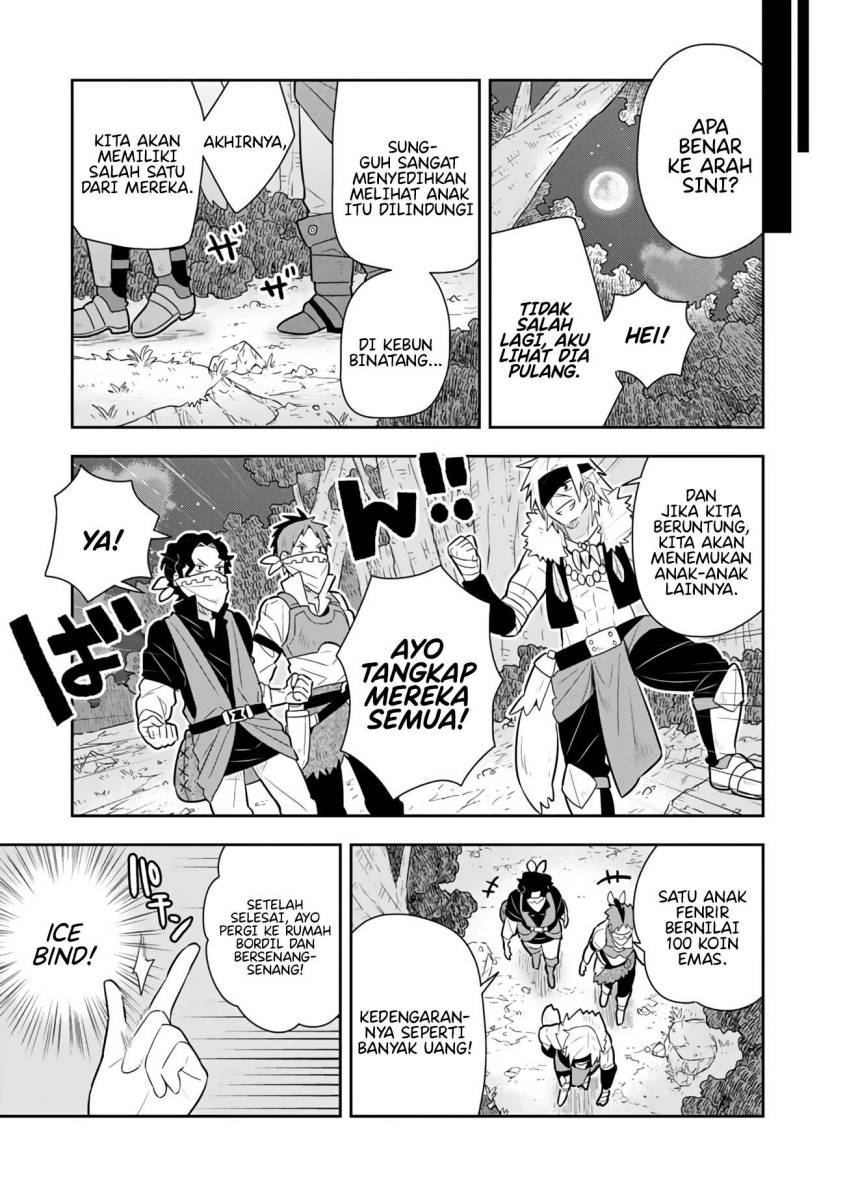 APA
BENAR
KE ARAH
SINI?
HEI!
TIDAK
SALAH
LAGI, AKU
LIHAT DIA
PULANG.
SUNG-
GUH SANGAT
MENYEDIHKAN
MELIHAT ANAK
ITU DILINDUNGI
DI KEBUN
BINATANG...
AKHIRNYA,
KITA AKAN
MEMILIKI
SALAH SATU
DARI MEREKA.
ザ
ザ
DAN
JIKA KITA
BERUNTUNG,
KITA AKAN
MENEMUKAN
ANAK-ANAK
LAINNYA.
AYO
TANGKAP
MEREKA
SEMUA!
YA!
ばん!!
SATU ANAK
FENRIR
BERNILAI
100 KOIN
EMAS.
KEDENGARAN-
NYA SEPERTI
BANYAK UANG!
SETELAH
SELESAI, AYO
PERGI KE RUMAH
BORDIL DAN
BERSENANG-
SENANG!
パチン
ICE
BIND!